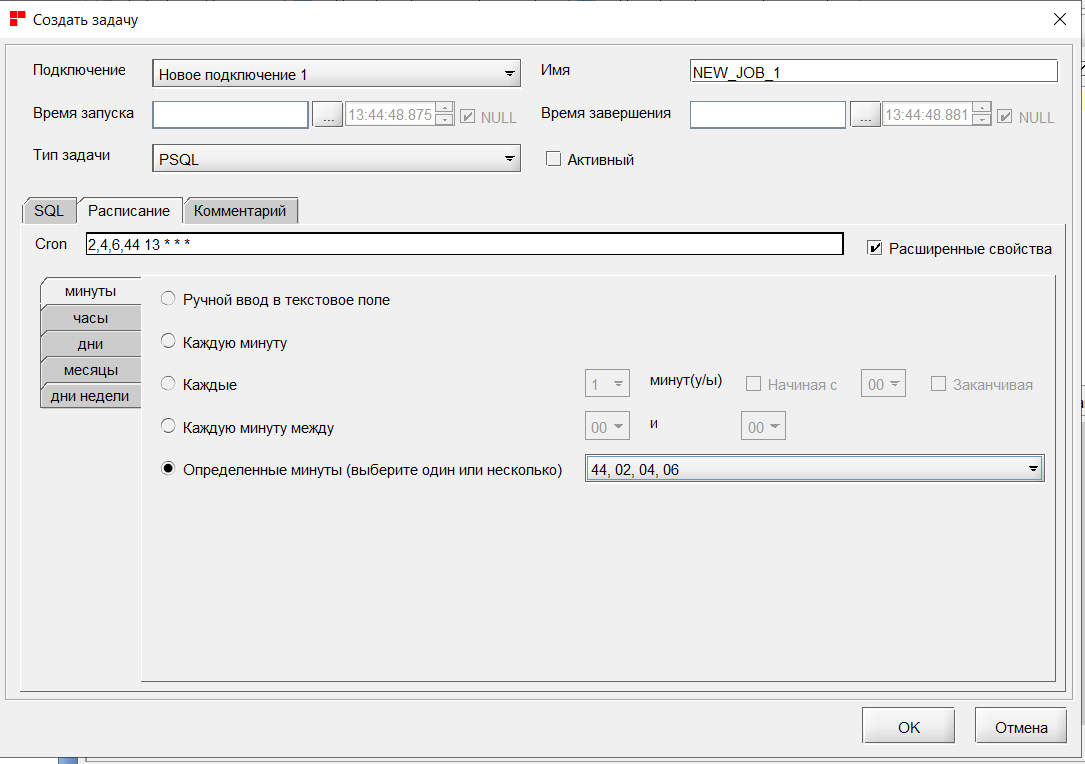 Создать задачу
Подключение Новое подключение 1 Имя NEW_JOB_1
Время запуска ... 13:44:48.875 NULL Время завершения ... 13:44:48.881 NULL
Тип задачи PSQL Активный
SQL Расписание Комментарий
Cron 2,4,6,44 13 * * * Расширенные свойства
минуты Ручной ввод в текстовое поле
часы
дни Каждую минуту
месяцы Каждые 1 минут(у/ы) Начиная с 00 Заканчивая
дни недели
Каждую минуту между 00 и 00
Определенные минуты (выберите один или несколько) 44, 02, 04, 06
OK Отмена